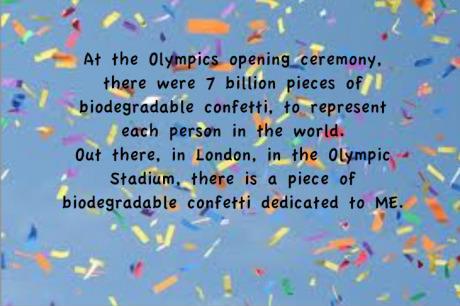 At the Olympics opening ceremony,
there were 7 billion pieces of
biodegradable confetti, to represent
each person in the world.
Out there, in London, in the Olympic
Stadium, there is a piece of
biodegradable confetti dedicated to ME.